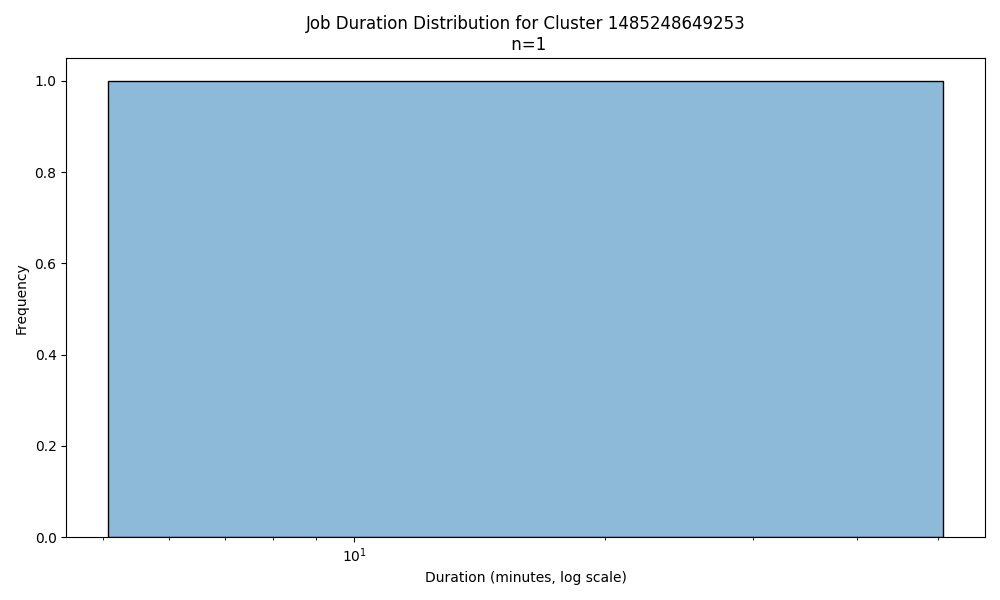 Job Duration Distribution for Cluster 1485248649253
n=1
1.0
0.8
0.6
0.4
0.2
0.0
Frequency
10¹
Duration (minutes, log scale)